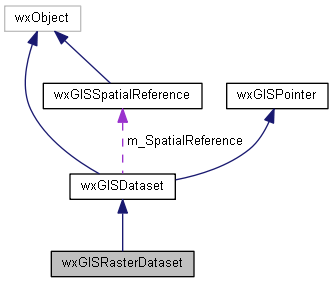 wxObject
wxGISSpatialReference
wxGISPointer
m_SpatialReference
wxGISDataset
wxGISRasterDataset